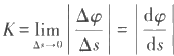 K = lim_{Δs→0} |Δφ/Δs| = |dφ/ds|